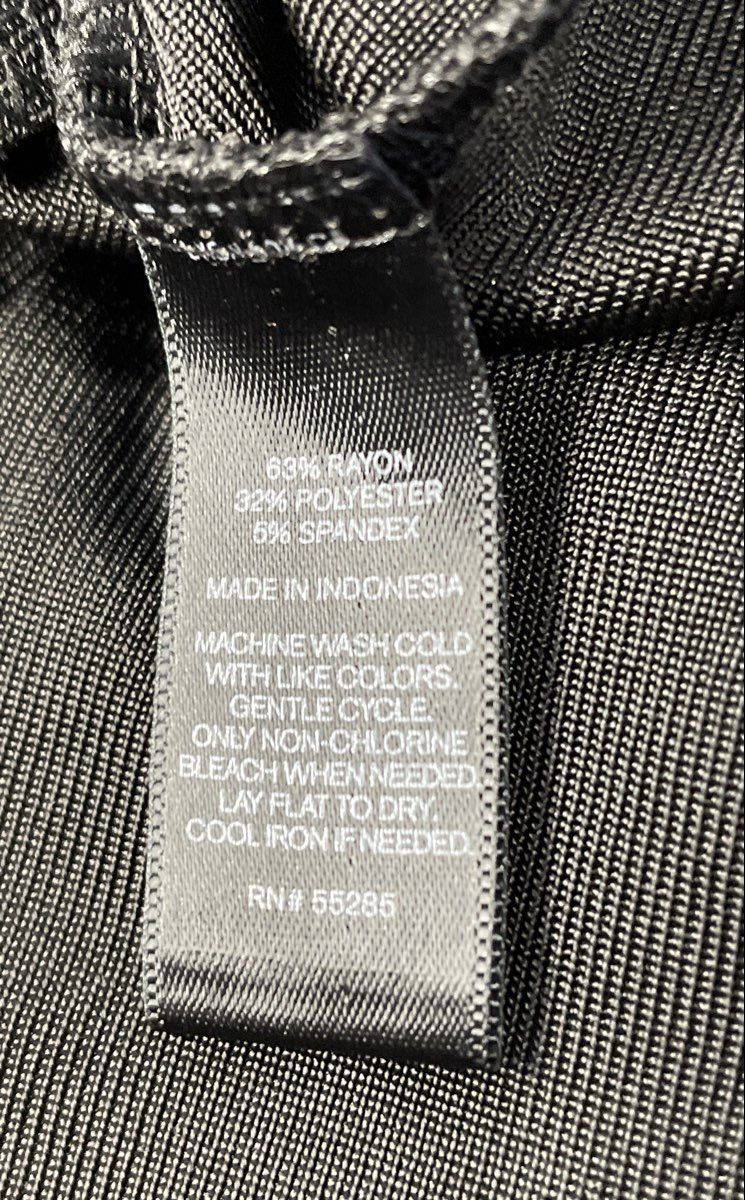 63% RAYON
32% POLYESTER
5% SPANDEX
MADE IN INDONESIA
MACHINE WASH COLD
WITH LIKE COLORS.
GENTLE CYCLE.
ONLY NON-CHLORINE
BLEACH WHEN NEEDED.
LAY FLAT TO DRY.
COOL IRON IF NEEDED.
RN# 55285